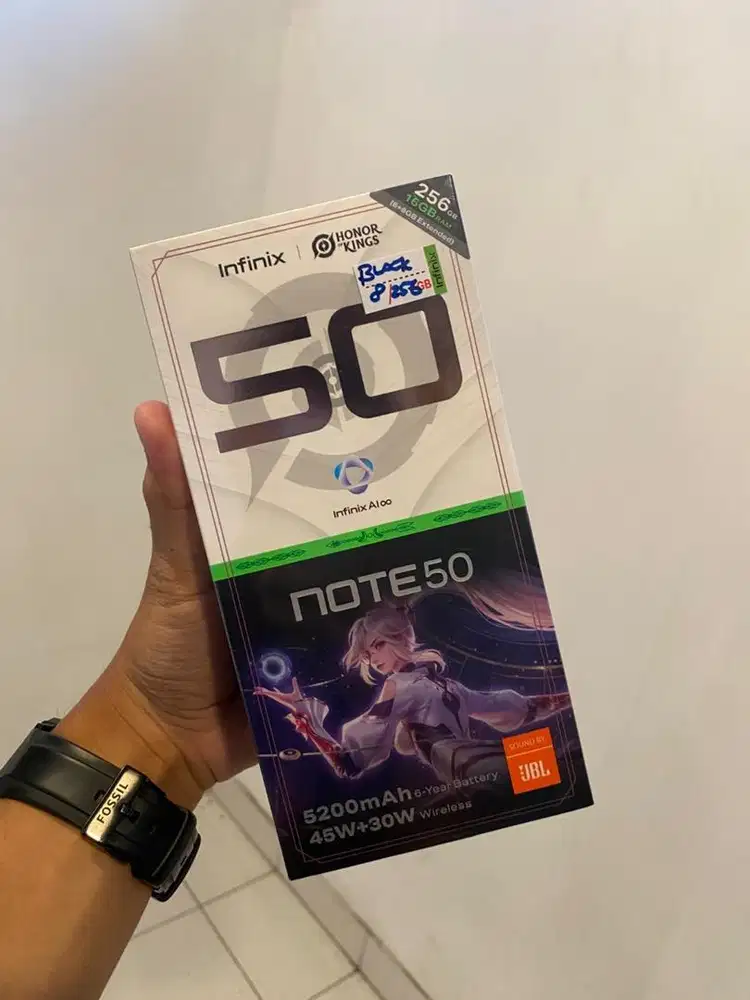 256GB
16GB RAM
(8+8GB Extended)
Infinix
HONOR
OF KINGS
BLACK
8/256GB
Infinix
50
Infinix AI∞
NOTE 50
SOUND BY
JBL
5200mAh 6-Year Battery
45W+30W Wireless
FOSSIL